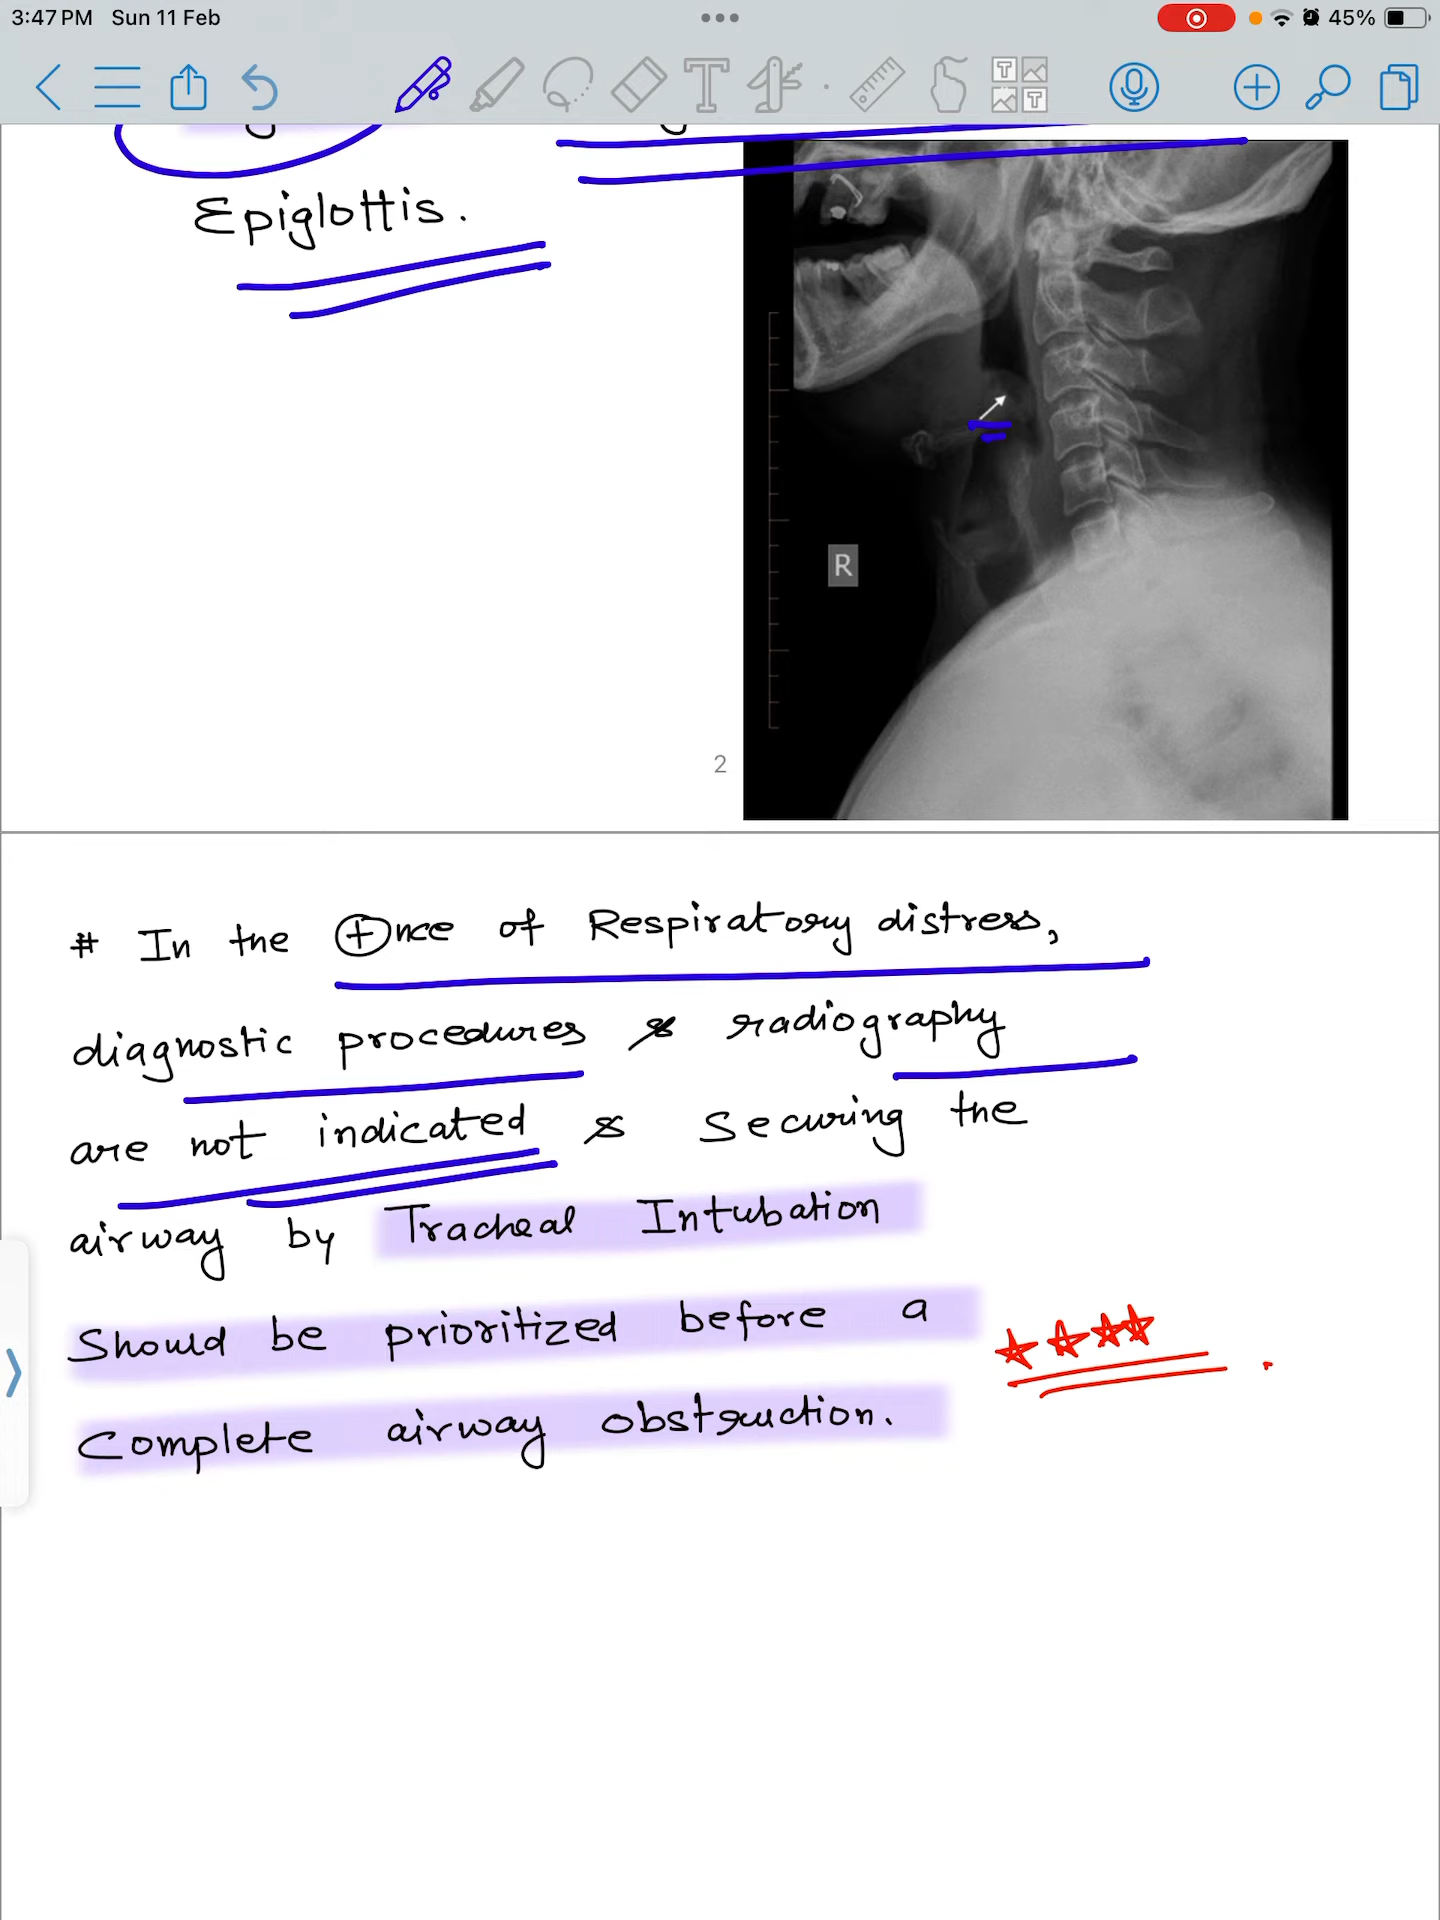 3:47 PM Sun 11 Feb
45%
Epiglottis.
R
2
# In the ⊕nce of Respiratory distress,
diagnostic procedures & radiography
are not indicated & Securing the
airway by Tracheal Intubation
Should be prioritized before a
Complete airway obstruction.